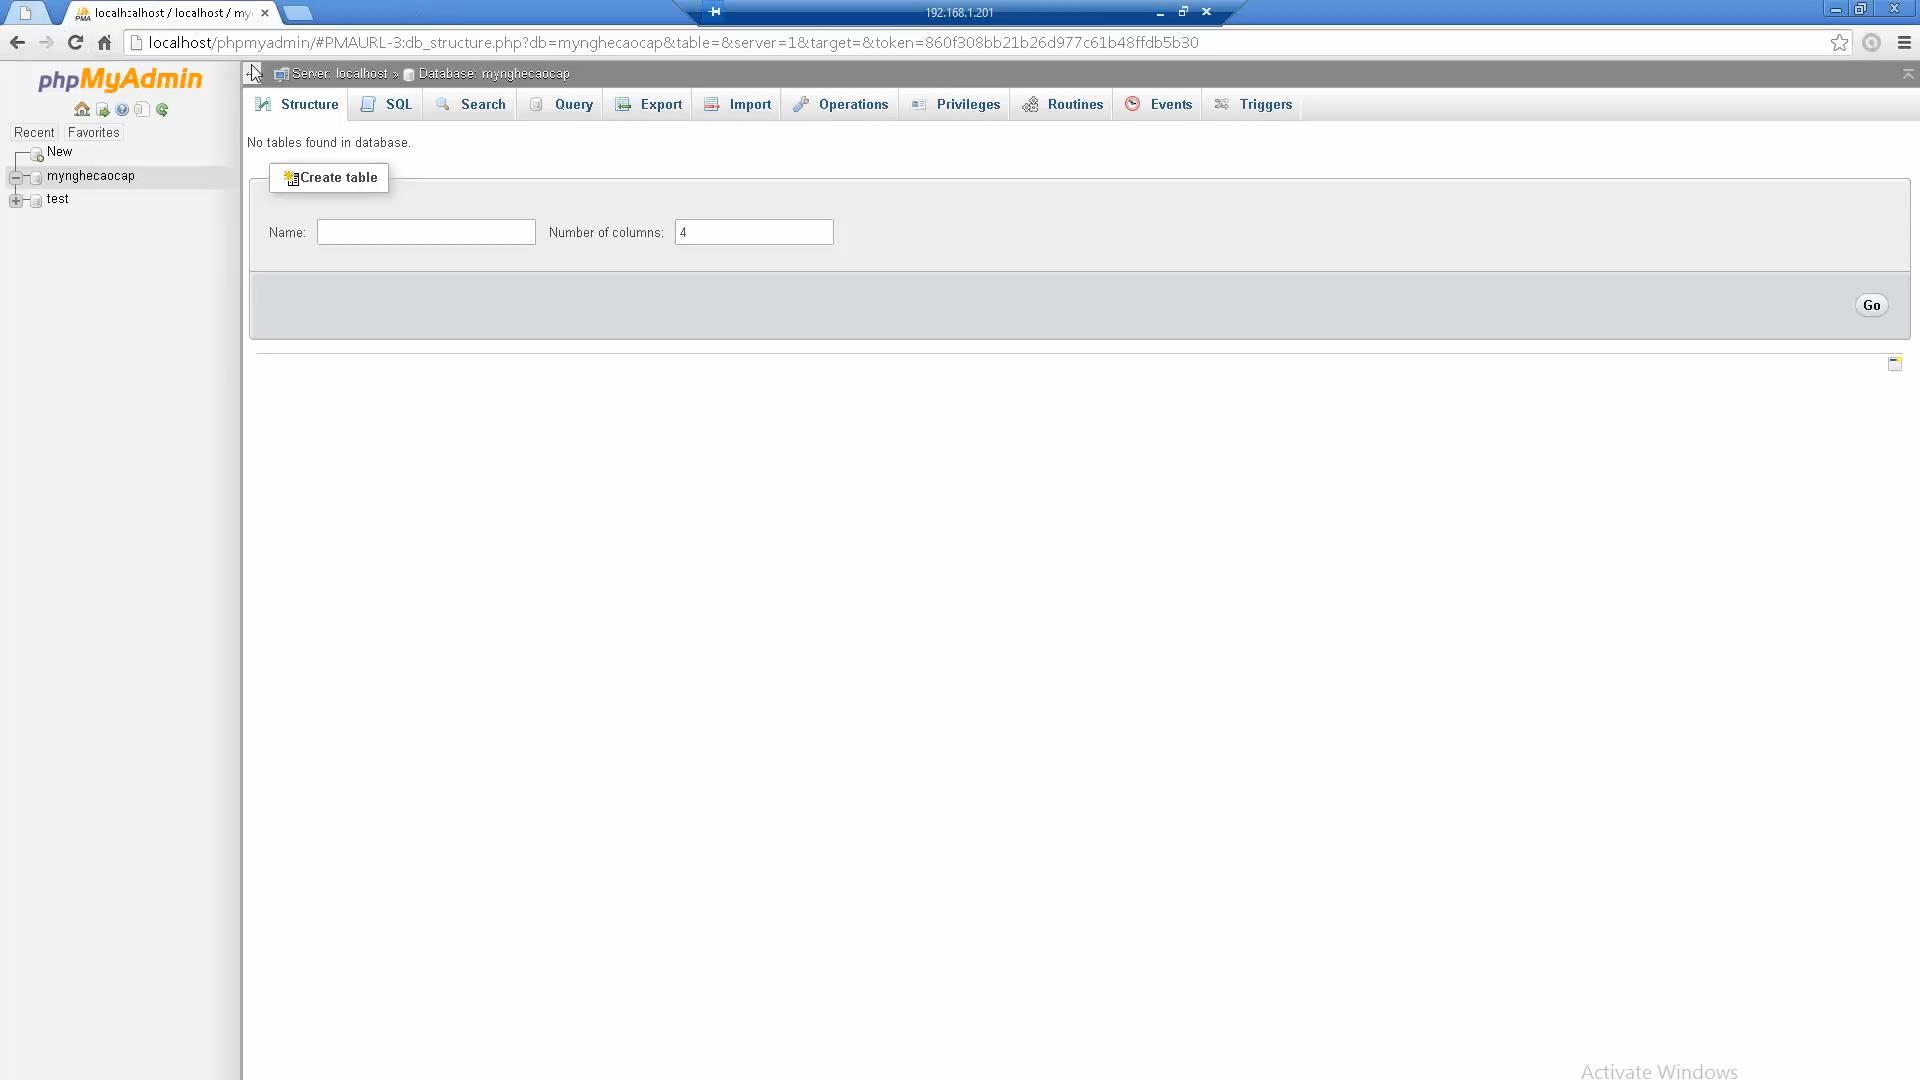 localh:alhost / localhost / my
192.168.1.201
localhost/phpmyadmin/#PMAURL-3:db_structure.php?db=mynghecaocap&table=&server=1&target=&token=860f308bb21b26d977c61b48ffdb5b30
phpMyAdmin
Server: localhost » Database: mynghecaocap
Structure SQL Search Query Export Import Operations Privileges Routines Events Triggers
Recent Favorites
New
mynghecaocap
test
No tables found in database.
Create table
Name: Number of columns: 4
Go
Activate Windows